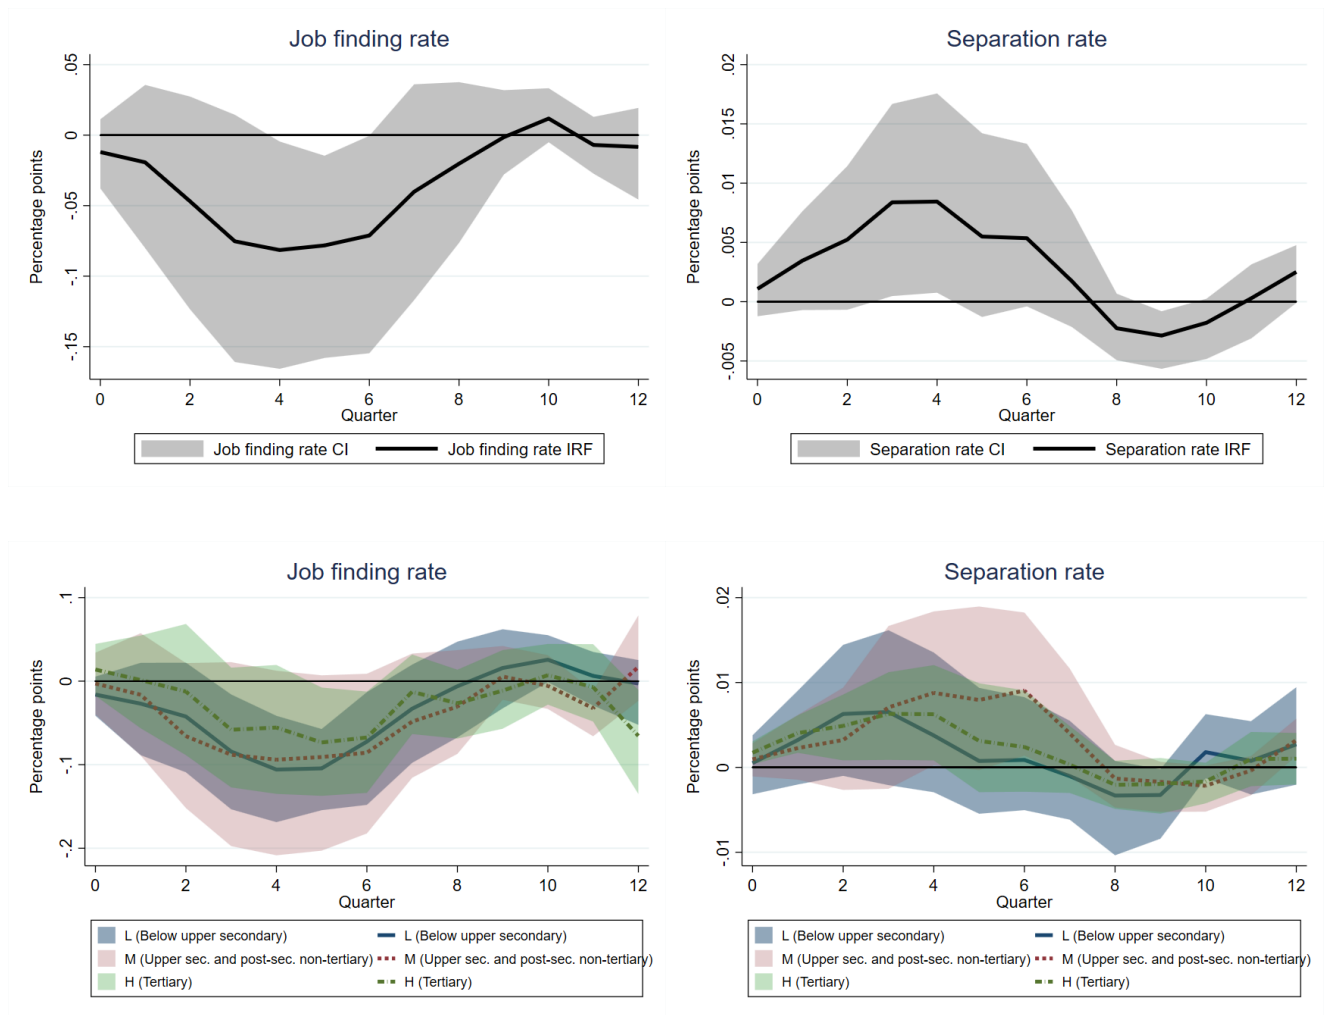 Job finding rate
Percentage points
.05
0
-.05
-.1
-.15
0 2 4 6 8 10 12
Quarter
Job finding rate CI Job finding rate IRF
Separation rate
Percentage points
.02
.015
.01
.005
0
-.005
0 2 4 6 8 10 12
Quarter
Separation rate CI Separation rate IRF
Job finding rate
Percentage points
.1
0
-.1
-.2
0 2 4 6 8 10 12
Quarter
L (Below upper secondary) L (Below upper secondary)
M (Upper sec. and post-sec. non-tertiary) M (Upper sec. and post-sec. non-tertiary)
H (Tertiary) H (Tertiary)
Separation rate
Percentage points
.02
.01
0
-.01
0 2 4 6 8 10 12
Quarter
L (Below upper secondary) L (Below upper secondary)
M (Upper sec. and post-sec. non-tertiary) M (Upper sec. and post-sec. non-tertiary)
H (Tertiary) H (Tertiary)